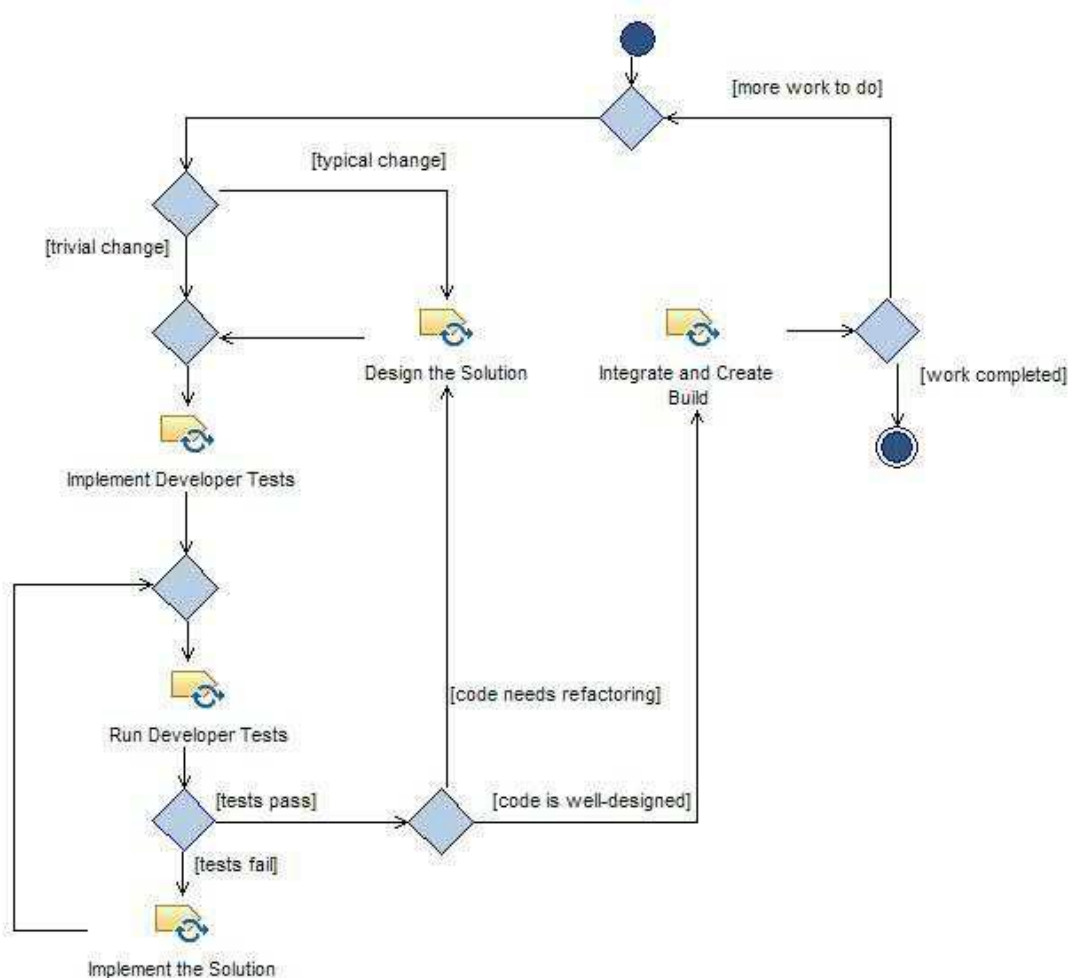 [more work to do]
[typical change]
[trivial change]
Design the Solution
Integrate and Create
Build
[work completed]
Implement Developer Tests
[code needs refactoring]
Run Developer Tests
[tests pass]
[code is well-designed]
[tests fail]
Implement the Solution